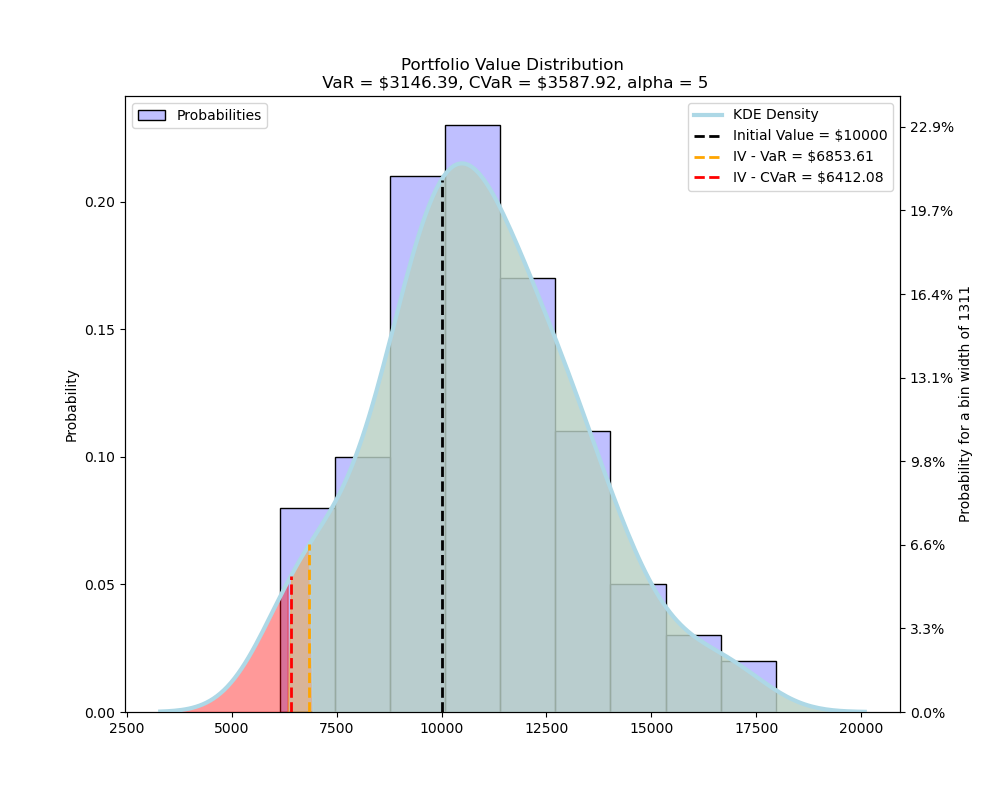 Portfolio Value Distribution
VaR = $3146.39, CVaR = $3587.92, alpha = 5
Probabilities
KDE Density
Initial Value = $10000
IV - VaR = $6853.61
IV - CVaR = $6412.08
Probability
0.20
0.15
0.10
0.05
0.00
22.9%
19.7%
16.4%
13.1%
9.8%
6.6%
3.3%
0.0%
Probability for a bin width of 1311
2500 5000 7500 10000 12500 15000 17500 20000